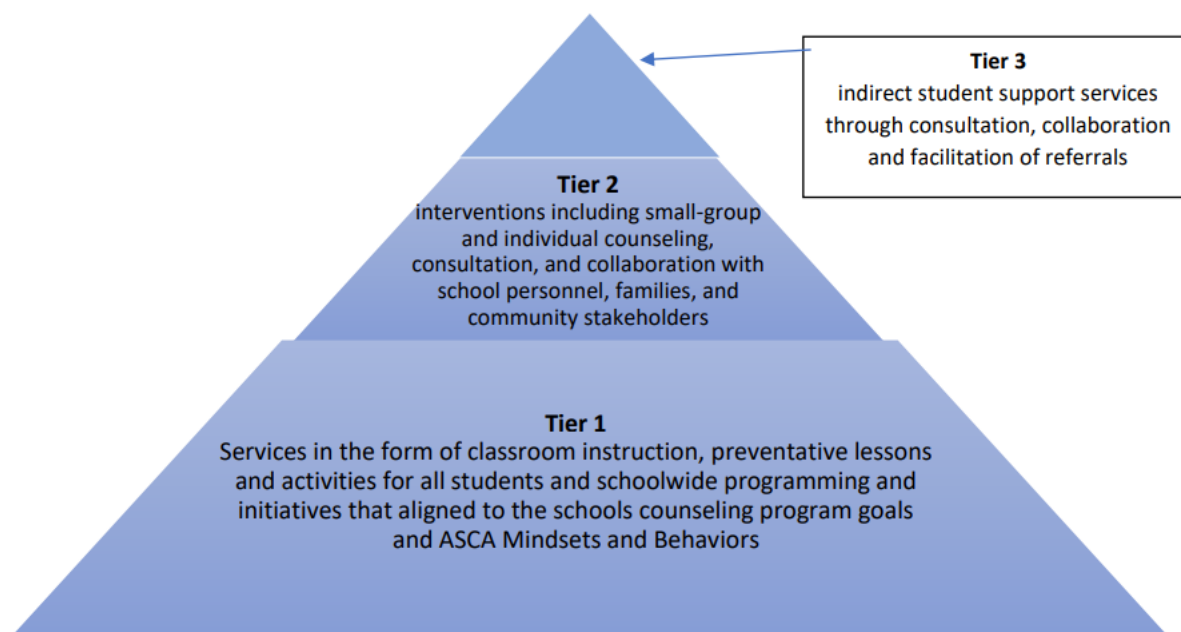 Tier 3
indirect student support services
through consultation, collaboration
and facilitation of referrals
Tier 2
interventions including small-group
and individual counseling,
consultation, and collaboration with
school personnel, families, and
community stakeholders
Tier 1
Services in the form of classroom instruction, preventative lessons
and activities for all students and schoolwide programming and
initiatives that aligned to the schools counseling program goals
and ASCA Mindsets and Behaviors